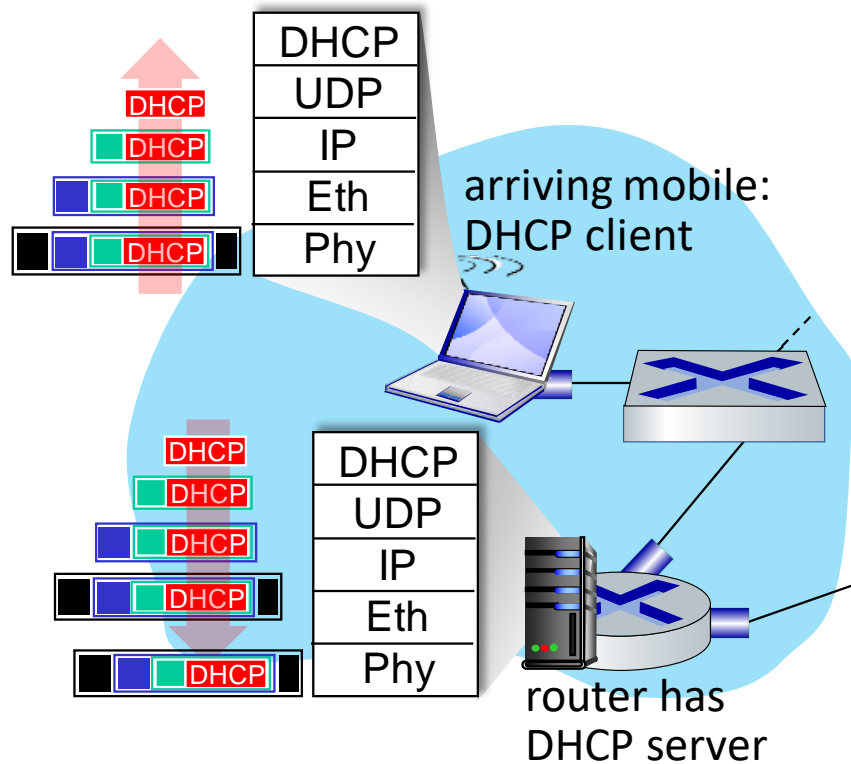 DHCP
UDP
IP
Eth
Phy
DHCP
DHCP
DHCP
DHCP
arriving mobile:
DHCP client
DHCP
UDP
IP
Eth
Phy
DHCP
DHCP
DHCP
DHCP
DHCP
router has
DHCP server